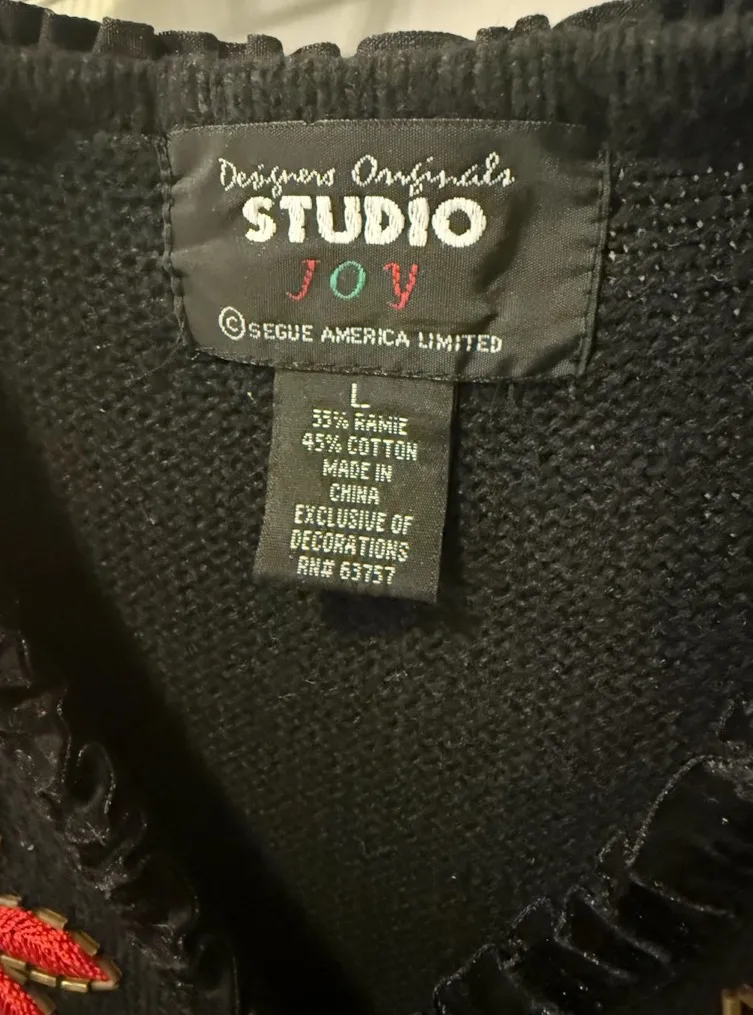 Designers Originals
STUDIO
JOY
©SEGUE AMERICA LIMITED
L
55% RAMIE
45% COTTON
MADE IN
CHINA
EXCLUSIVE OF
DECORATIONS
RN# 63757